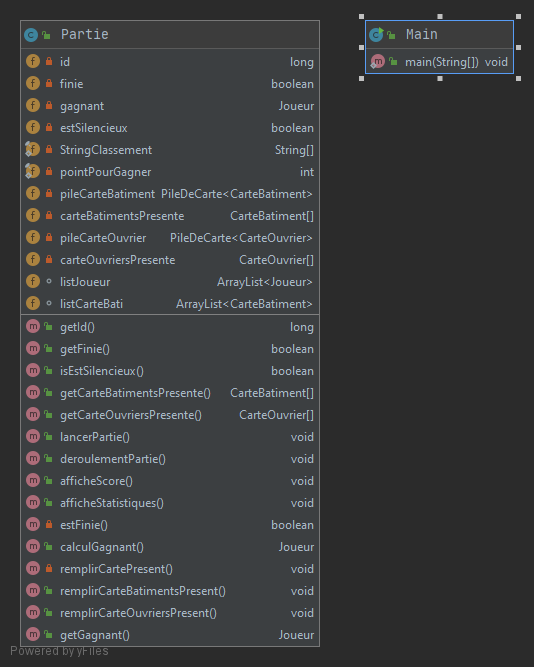 Partie
id long
finie boolean
gagnant Joueur
estSilencieux boolean
StringClassement String[]
pointPourGagner int
pileCarteBatiment PileDeCarte<CarteBatiment>
carteBatimentsPresente CarteBatiment[]
pileCarteOuvrier PileDeCarte<CarteOuvrier>
carteOuvriersPresente CarteOuvrier[]
listJoueur ArrayList<Joueur>
listCarteBati ArrayList<CarteBatiment>
getId() long
getFinie() boolean
isEstSilencieux() boolean
getCarteBatimentsPresente() CarteBatiment[]
getCarteOuvriersPresente() CarteOuvrier[]
lancerPartie() void
deroulementPartie() void
afficheScore() void
afficheStatistiques() void
estFinie() boolean
calculGagnant() Joueur
remplirCartePresent() void
remplirCarteBatimentsPresent() void
remplirCarteOuvriersPresent() void
getGagnant() Joueur
Main
main(String[]) void
Powered by yFiles